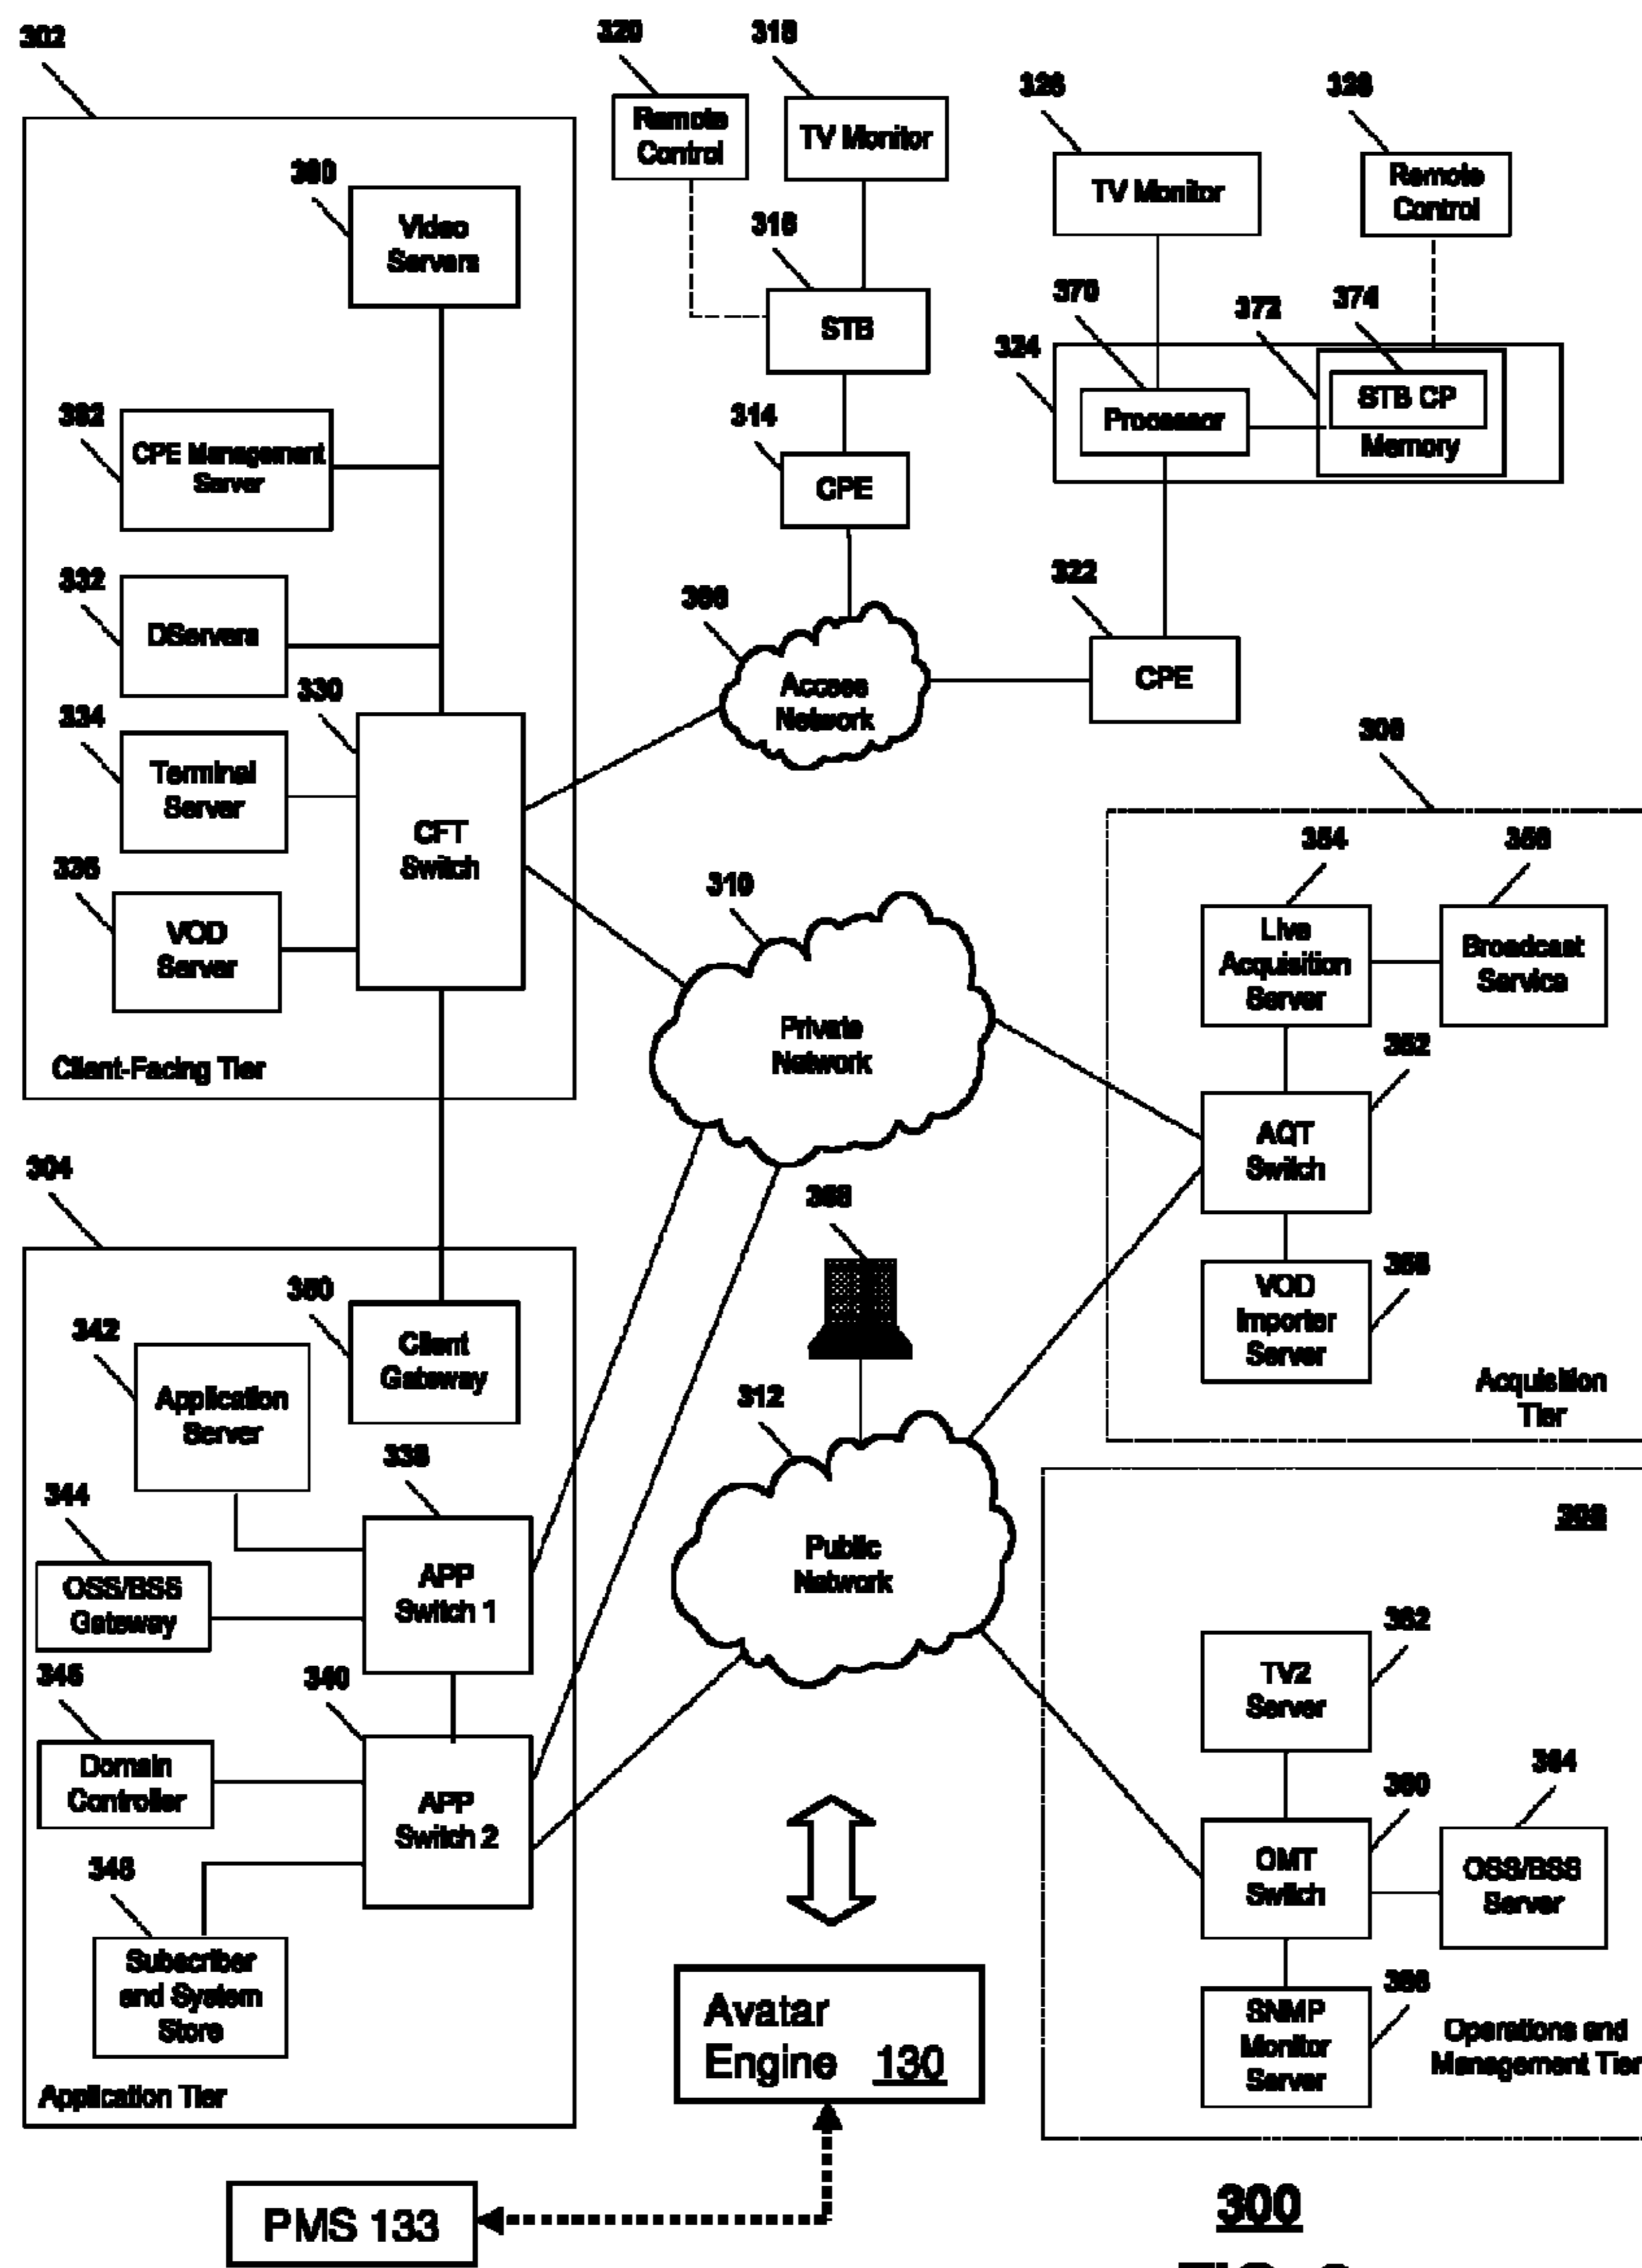 302
320
318
326
328
Remote
Control
TV Monitor
TV Monitor
Remote
Control
380
Video
Servers
316
STB
370
372
374
324
Processor
STB CP
Memory
382
CPE Management
Server
314
CPE
332
DServers
322
CPE
Access
Network
334
Terminal
Server
330
CFT
Switch
336
VOD
Server
Client-Facing Tier
306
354
356
Live
Acquisition
Server
Broadcast
Service
352
AQT
Switch
358
VOD
Importer
Server
Acquisition
Tier
310
Private
Network
304
350
Client
Gateway
342
Application
Server
338
APP
Switch 1
344
OSS/BSS
Gateway
346
Domain
Controller
340
APP
Switch 2
348
Subscriber
and System
Store
Application Tier
312
Public
Network
308
362
TV2
Server
360
OMT
Switch
364
OSS/BSS
Server
SNMP
Monitor
Server
Operations and
Management Tier
Avatar
Engine 130
PMS 133
300